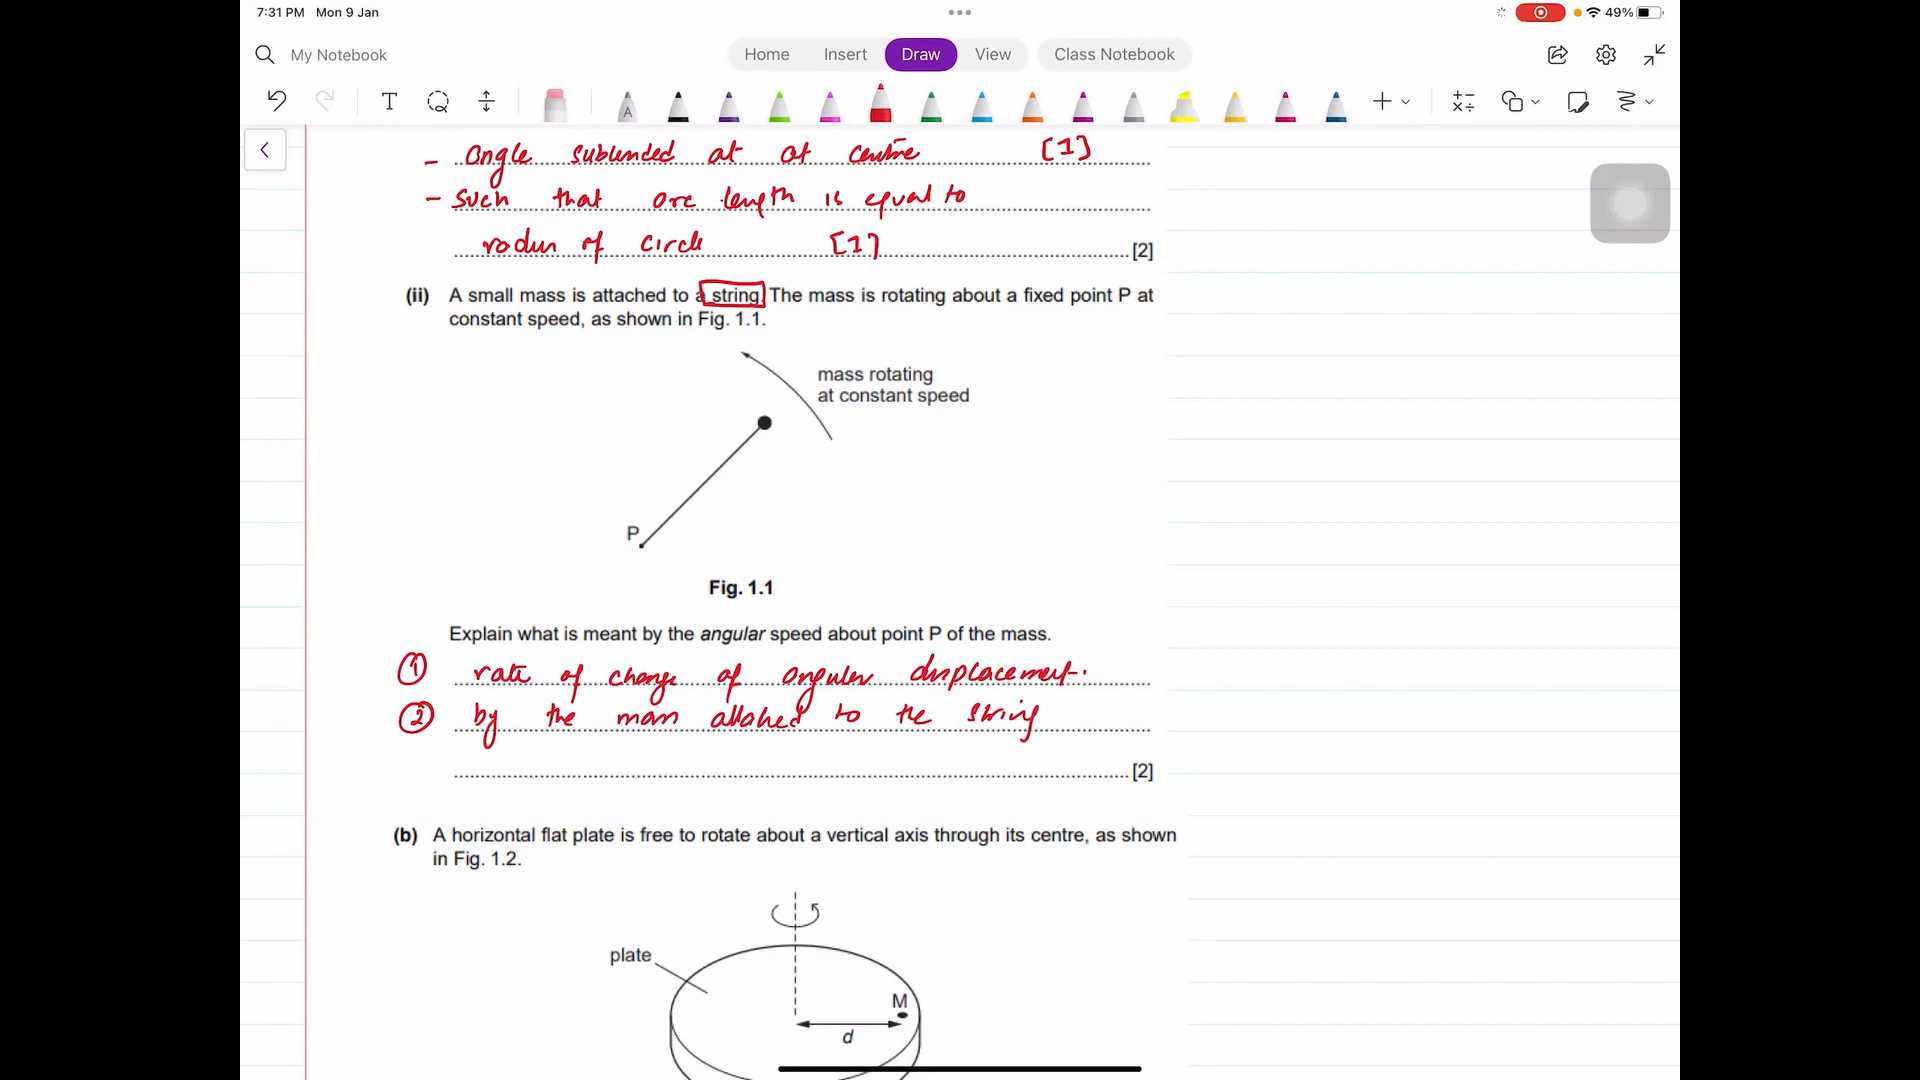 7:31 PM Mon 9 Jan
49%
My Notebook
Home Insert Draw View Class Notebook
T
A
- angle subtended at at centre [1]
- such that arc length is equal to
radius of circle [1] [2]
(ii) A small mass is attached to a string. The mass is rotating about a fixed point P at
constant speed, as shown in Fig. 1.1.
mass rotating
at constant speed
P
Fig. 1.1
Explain what is meant by the angular speed about point P of the mass.
① rate of change of angular displacement.
② by the mass attached to the string
[2]
(b) A horizontal flat plate is free to rotate about a vertical axis through its centre, as shown
in Fig. 1.2.
plate
M
d